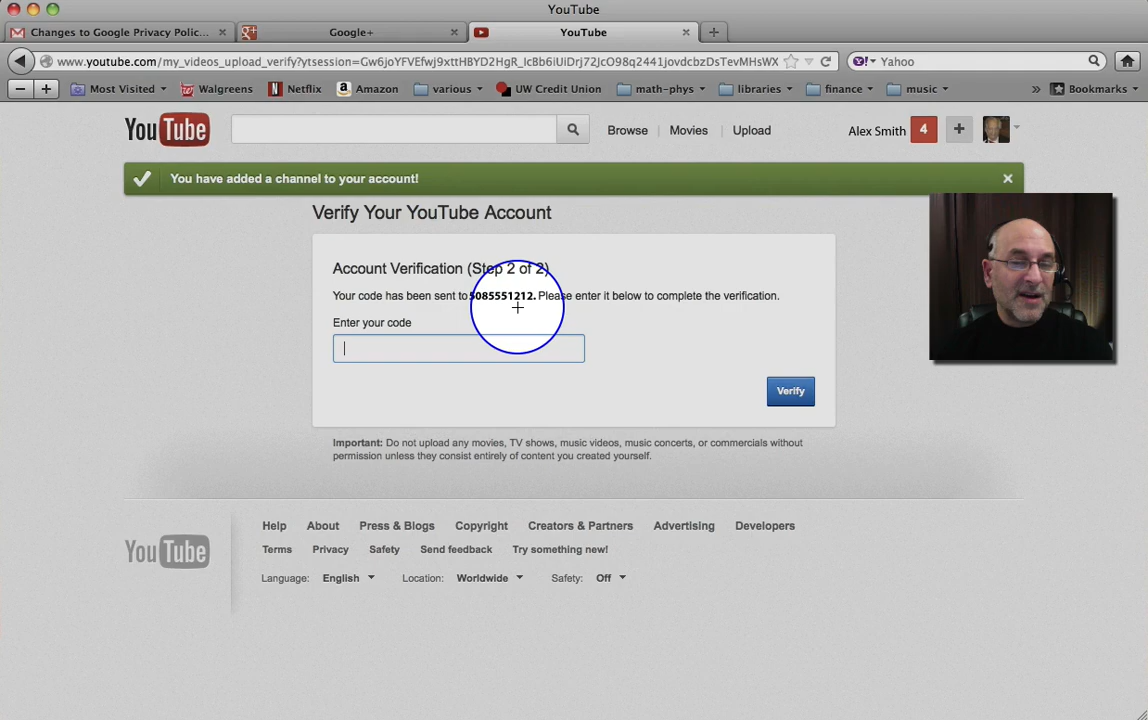 YouTube
Changes to Google Privacy Polic...
Google+
YouTube
www.youtube.com/my_videos_upload_verify?ytsession=Gw6joYFVEfwj9xttHBYD2HgR_IcBb6iUiDrj72JcO98q2441jovdcbzDsTevMHsWX
Yahoo
Most Visited
Walgreens
Netflix
Amazon
various
UW Credit Union
math-phys
libraries
finance
music
»
Bookmarks
YouTube
Browse
Movies
Upload
Alex Smith
4
You have added a channel to your account!
Verify Your YouTube Account
Account Verification (Step 2 of 2)
Your code has been sent to 5085551212. Please enter it below to complete the verification.
Enter your code
Verify
Important: Do not upload any movies, TV shows, music videos, music concerts, or commercials without
permission unless they consist entirely of content you created yourself.
YouTube
Help
About
Press & Blogs
Copyright
Creators & Partners
Advertising
Developers
Terms
Privacy
Safety
Send feedback
Try something new!
Language: English
Location: Worldwide
Safety: Off